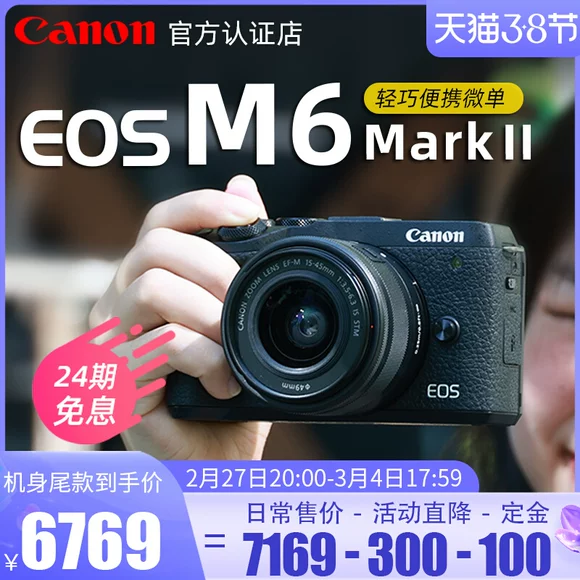 Canon 官方认证店
天猫3.8节
轻巧便携微单
EOS M6 Mark II
Canon
CANON ZOOM LENS EF-M 15-45mm 1:3.5-6.3 IS STM
⌀49mm
EOS
24期
免息
机身尾款到手价
2月27日20:00-3月4日17:59
¥6769
=
日常售价 - 活动直降 - 定金
7169 - 300 - 100